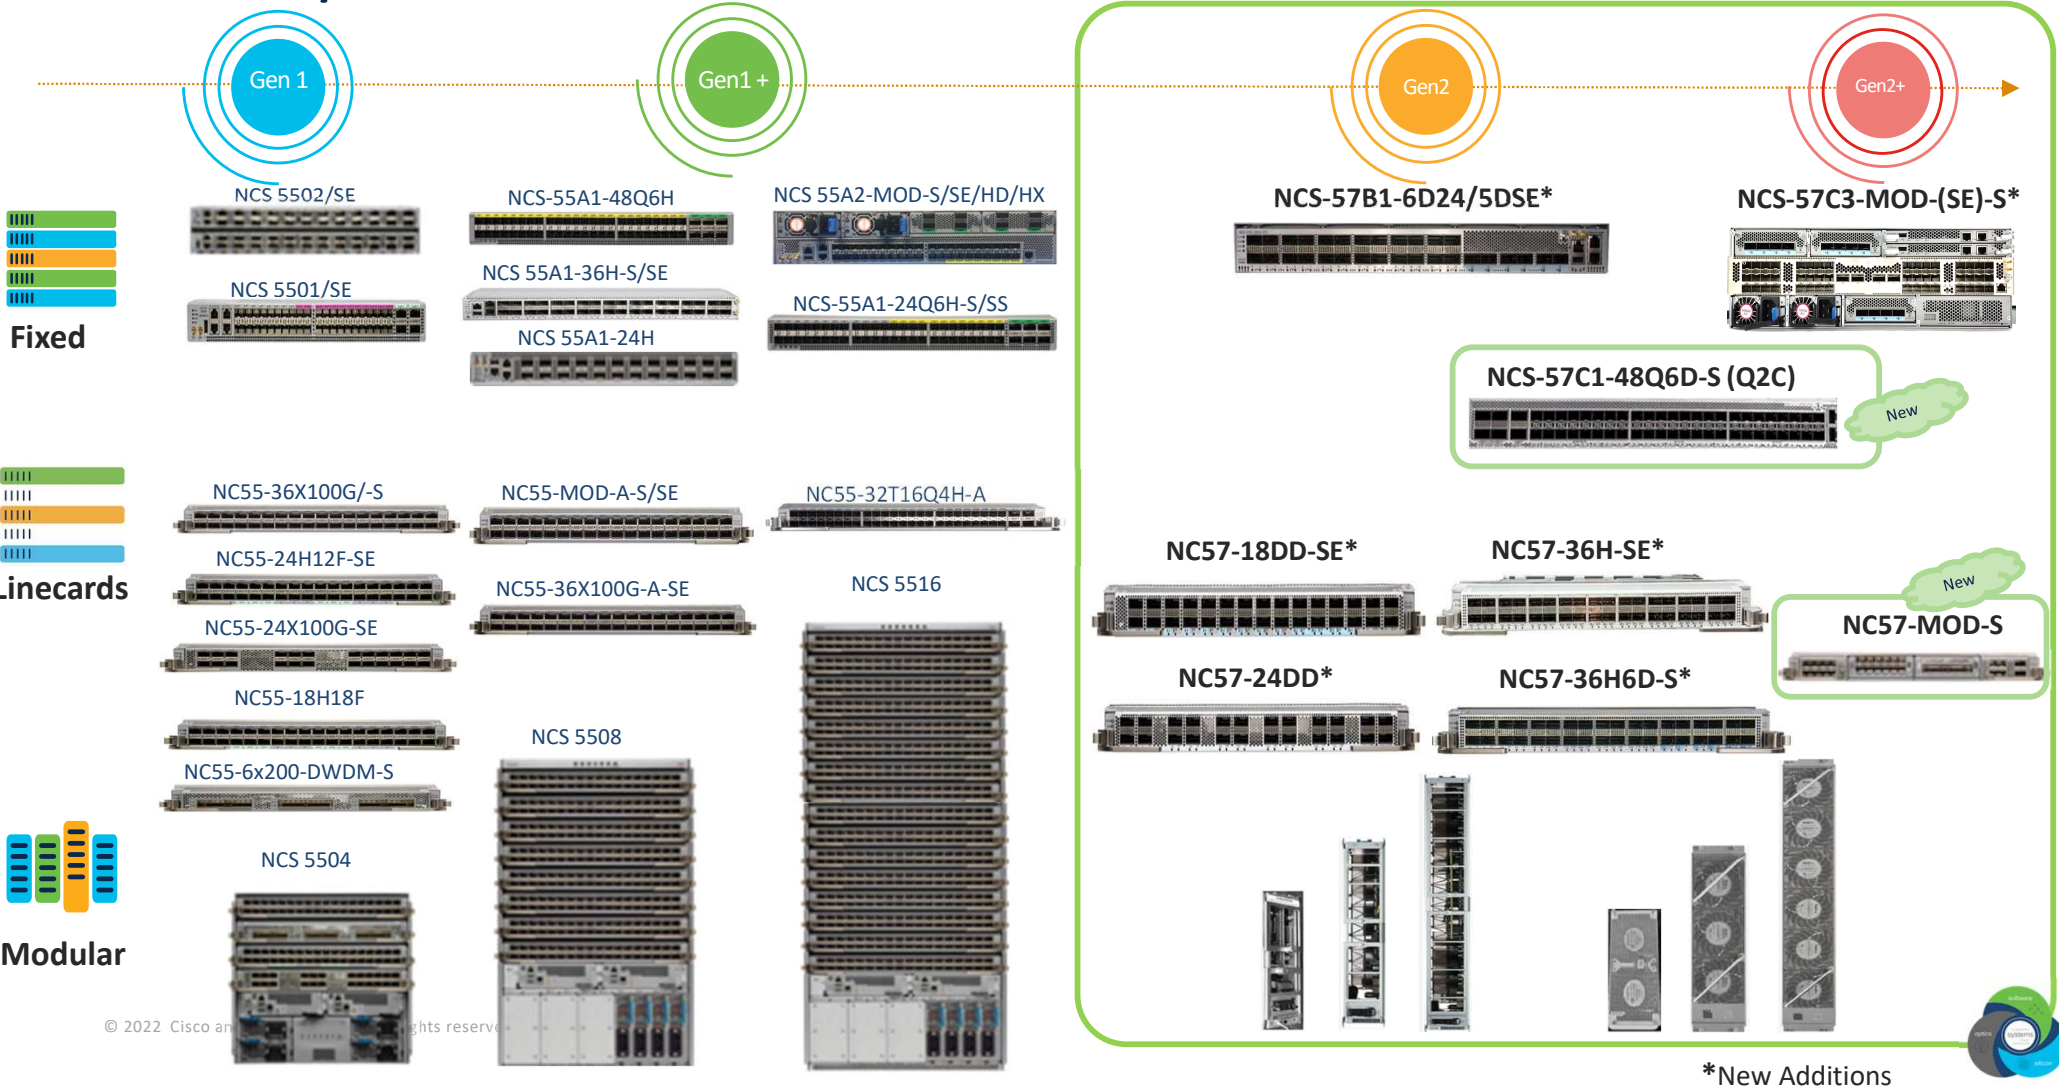 Gen 1
Gen1 +
Gen2
Gen2+
Fixed
NCS 5502/SE
NCS 5501/SE
NCS-55A1-48Q6H
NCS 55A1-36H-S/SE
NCS 55A1-24H
NCS 55A2-MOD-S/SE/HD/HX
NCS-55A1-24Q6H-S/SS
NCS-57B1-6D24/5DSE*
NCS-57C3-MOD-(SE)-S*
NCS-57C1-48Q6D-S (Q2C)
New
Linecards
NC55-36X100G/-S
NC55-24H12F-SE
NC55-24X100G-SE
NC55-18H18F
NC55-6x200-DWDM-S
NC55-MOD-A-S/SE
NC55-36X100G-A-SE
NC55-32T16Q4H-A
NC57-18DD-SE*
NC57-36H-SE*
New
NC57-MOD-S
NC57-24DD*
NC57-36H6D-S*
Modular
NCS 5504
NCS 5508
NCS 5516
© 2022 Cisco an
ghts reserve
software
optics
systems
silicon
*New Additions